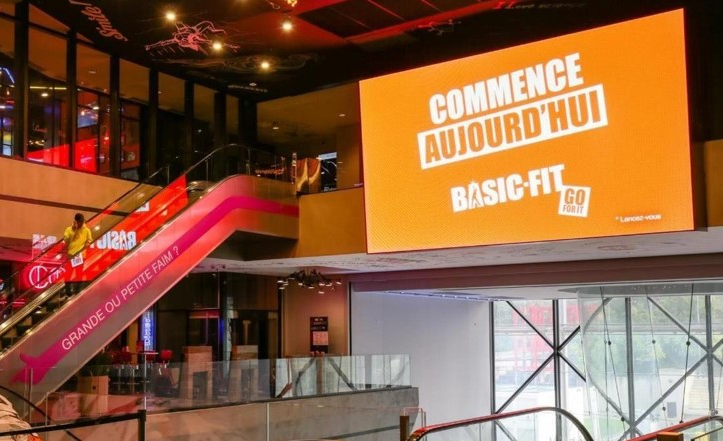 COMMENCE
AUJOURD'HUI
BASIC-FIT
GO
FOR IT
*Lancez-vous
GRANDE OU PETITE FAIM ?